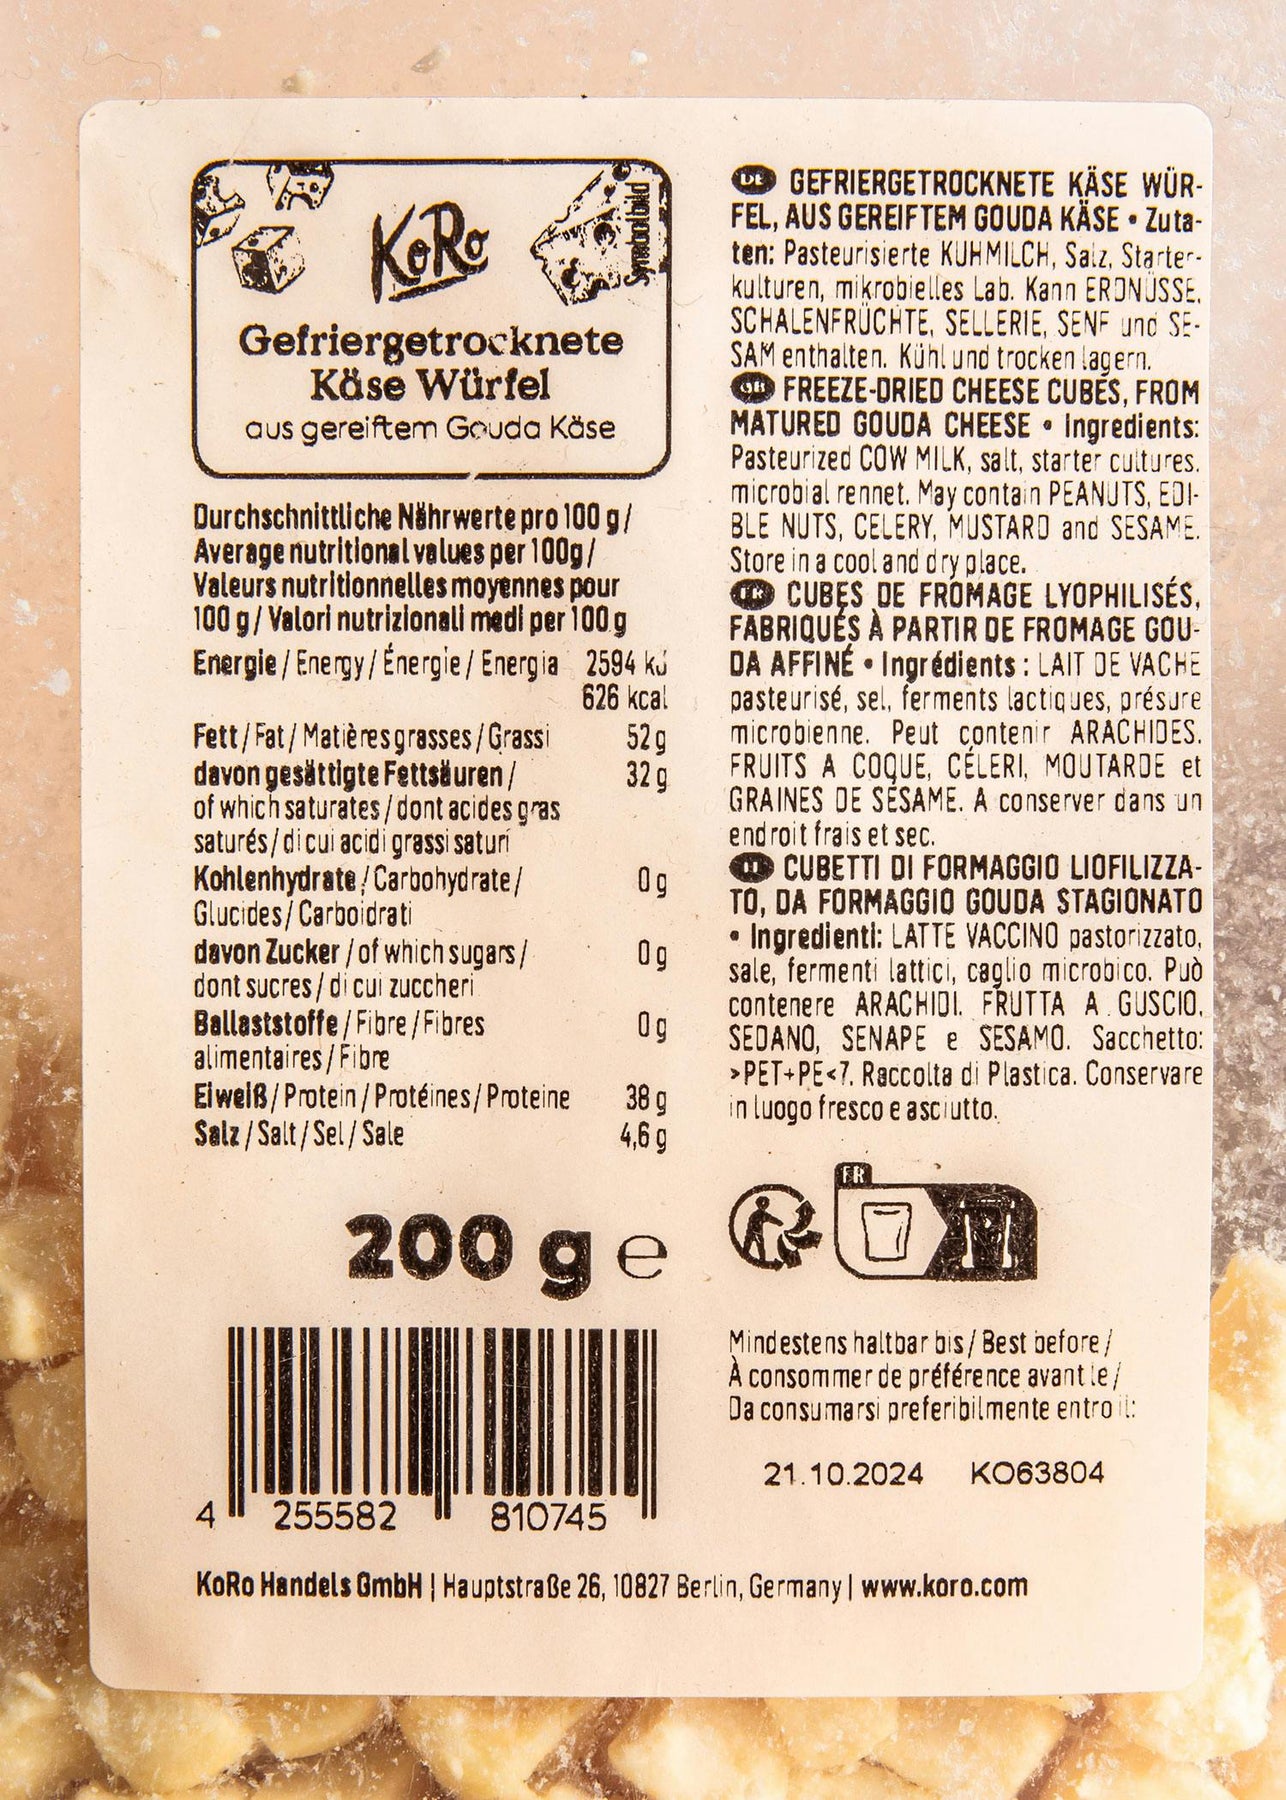 KoRo
Symbolbild
Gefriergetrocknete
Käse Würfel
aus gereiftem Gouda Käse
Durchschnittliche Nährwerte pro 100 g/
Average nutritional values per 100g/
Valeurs nutritionnelles moyennes pour
100 g/ Valori nutrizionali medi per 100 g
Energie / Energy / Énergie / Energia 2594 kJ
626 kcal
Fett / Fat / Matières grasses / Grassi 52 g
davon gesättigte Fettsäuren / 32 g
of which saturates / dont acides gras
saturés / di cui acidi grassi saturi
Kohlenhydrate / Carbohydrate / 0 g
Glucides / Carboidrati
davon Zucker / of which sugars / 0 g
dont sucres / di cui zuccheri
Ballaststoffe / Fibre / Fibres 0 g
alimentaires / Fibre
Eiweiß / Protein / Protéines / Proteine 38 g
Salz / Salt / Sel / Sale 4,6 g
200 g e
4 255582 810745
DE GEFRIERGETROCKNETE KÄSE WÜR-
FEL, AUS GEREIFTEM GOUDA KÄSE • Zuta-
ten: Pasteurisierte KUHMILCH, Salz, Starter-
kulturen, mikrobielles Lab. Kann ERDNÜSSE,
SCHALENFRÜCHTE, SELLERIE, SENF und SE-
SAM enthalten. Kühl und trocken lagern.
GB FREEZE-DRIED CHEESE CUBES, FROM
MATURED GOUDA CHEESE • Ingredients:
Pasteurized COW MILK, salt, starter cultures.
microbial rennet. May contain PEANUTS, EDI-
BLE NUTS, CELERY, MUSTARD and SESAME.
Store in a cool and dry place.
CUBES DE FROMAGE LYOPHILISÉS,
FABRIQUÉS À PARTIR DE FROMAGE GOU-
DA AFFINÉ • Ingrédients : LAIT DE VACHE
pasteurisé, sel, ferments lactiques, présure
microbienne. Peut contenir ARACHIDES.
FRUITS A COQUE, CÉLERI, MOUTARDE et
GRAINES DE SÉSAME. A conserver dans un
endroit frais et sec.
IT CUBETTI DI FORMAGGIO LIOFILIZZA-
TO, DA FORMAGGIO GOUDA STAGIONATO
• Ingredienti: LATTE VACCINO pastorizzato,
sale, fermenti lattici, caglio microbico. Può
contenere ARACHIDI. FRUTTA A GUSCIO,
SEDANO, SENAPE e SESAMO. Sacchetto:
>PET+PE<7. Raccolta di Plastica. Conservare
in luogo fresco e asciutto.
FR
Mindestens haltbar bis / Best before /
À consommer de préférence avant le /
Da consumarsi preferibilmente entro il:
21.10.2024 KO63804
KoRo Handels GmbH | Hauptstraße 26, 10827 Berlin, Germany | www.koro.com